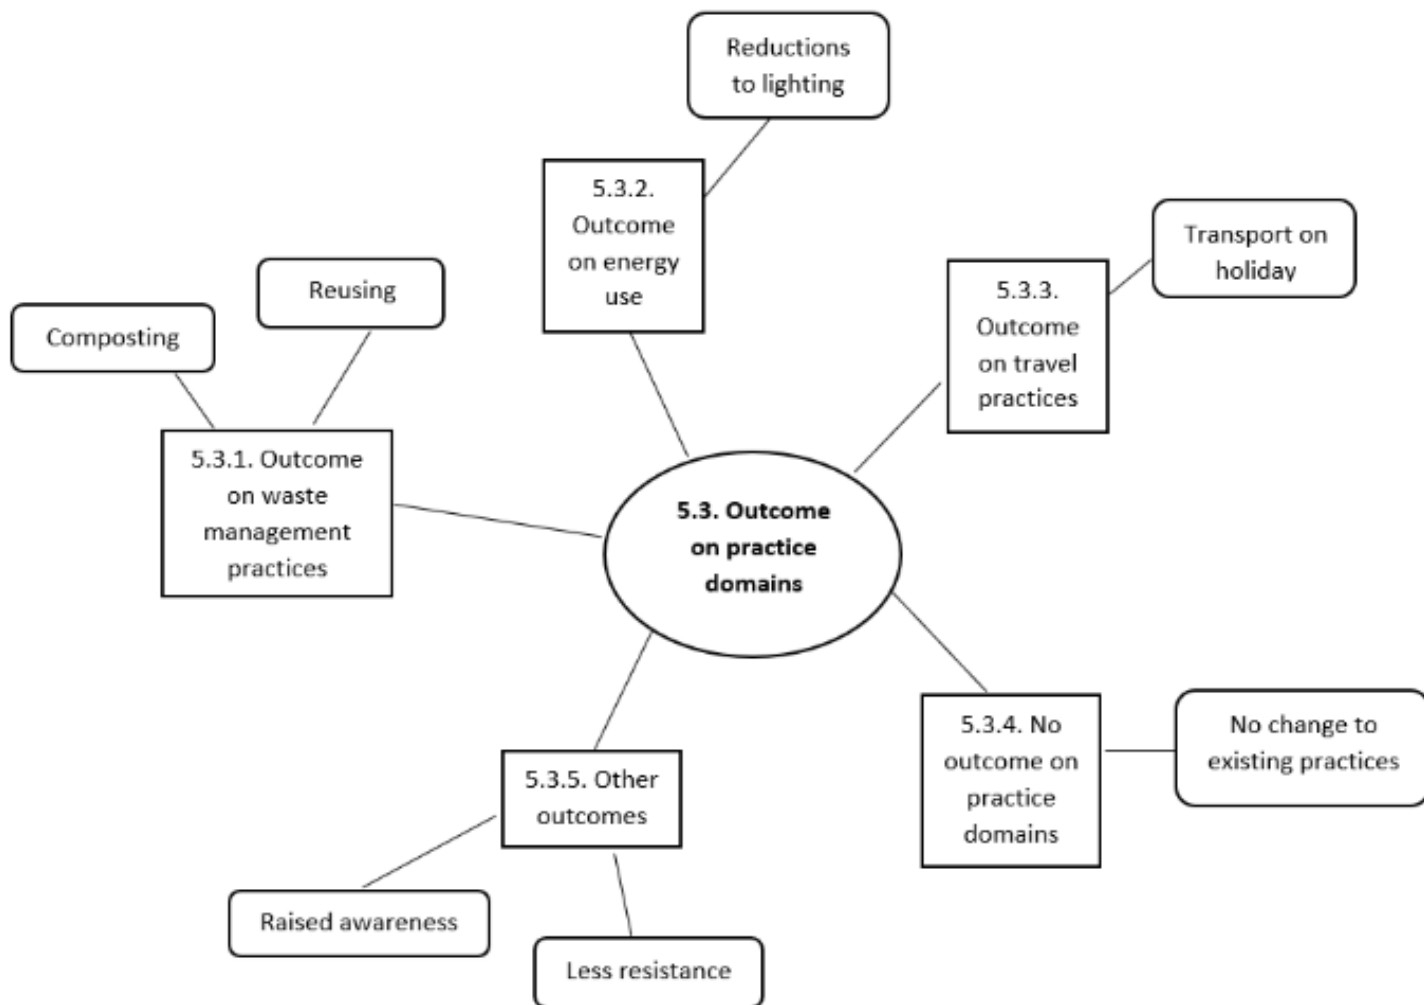 Reductions
to lighting
5.3.2.
Outcome
on energy
use
Transport on
holiday
5.3.3.
Outcome
on travel
practices
Reusing
Composting
5.3.1. Outcome
on waste
management
practices
5.3. Outcome
on practice
domains
5.3.4. No
outcome on
practice
domains
No change to
existing practices
5.3.5. Other
outcomes
Raised awareness
Less resistance